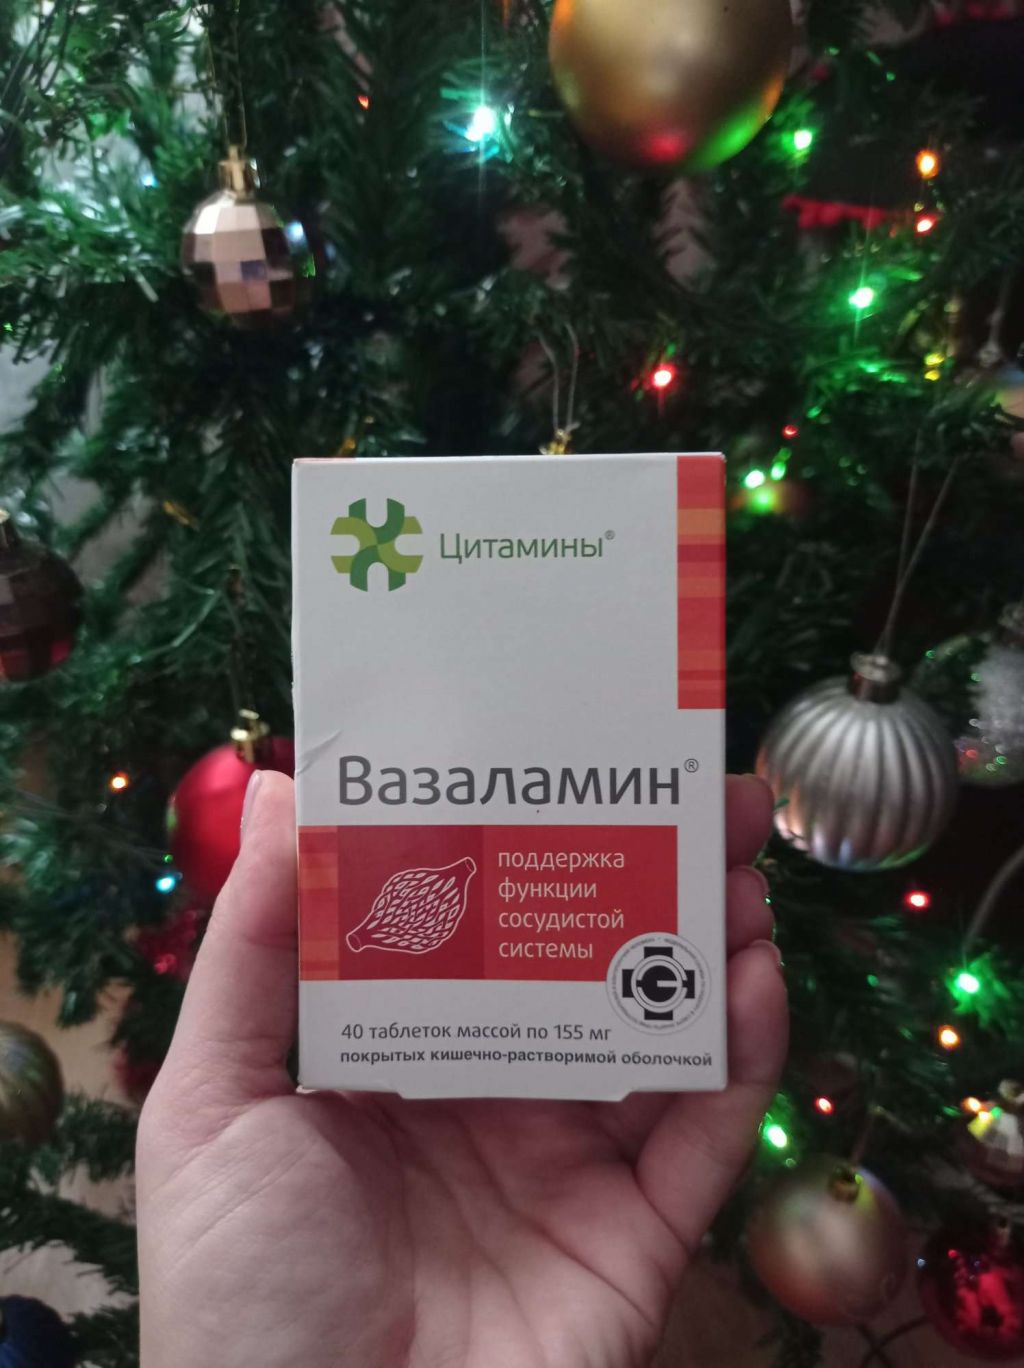 Цитамины®
Вазаламин®
поддержка
функции
сосудистой
системы
40 таблеток массой по 155 мг
покрытых кишечно-растворимой оболочкой